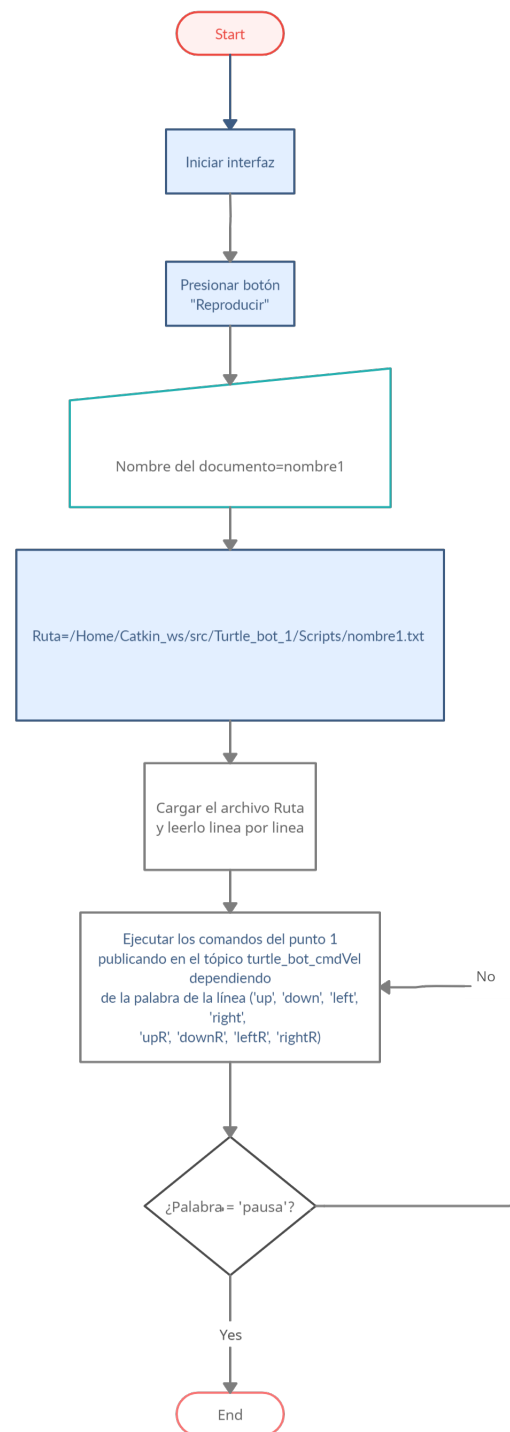 Start
Iniciar interfaz
Presionar botón
"Reproducir"
Nombre del documento=nombre1
Ruta=/Home/Catkin_ws/src/Turtle_bot_1/Scripts/nombre1.txt
Cargar el archivo Ruta
y leerlo linea por linea
Ejecutar los comandos del punto 1
publicando en el tópico turtle_bot_cmdVel
dependiendo
de la palabra de la línea ('up', 'down', 'left',
'right',
'upR', 'downR', 'leftR', 'rightR)
No
¿Palabra = 'pausa'?
Yes
End